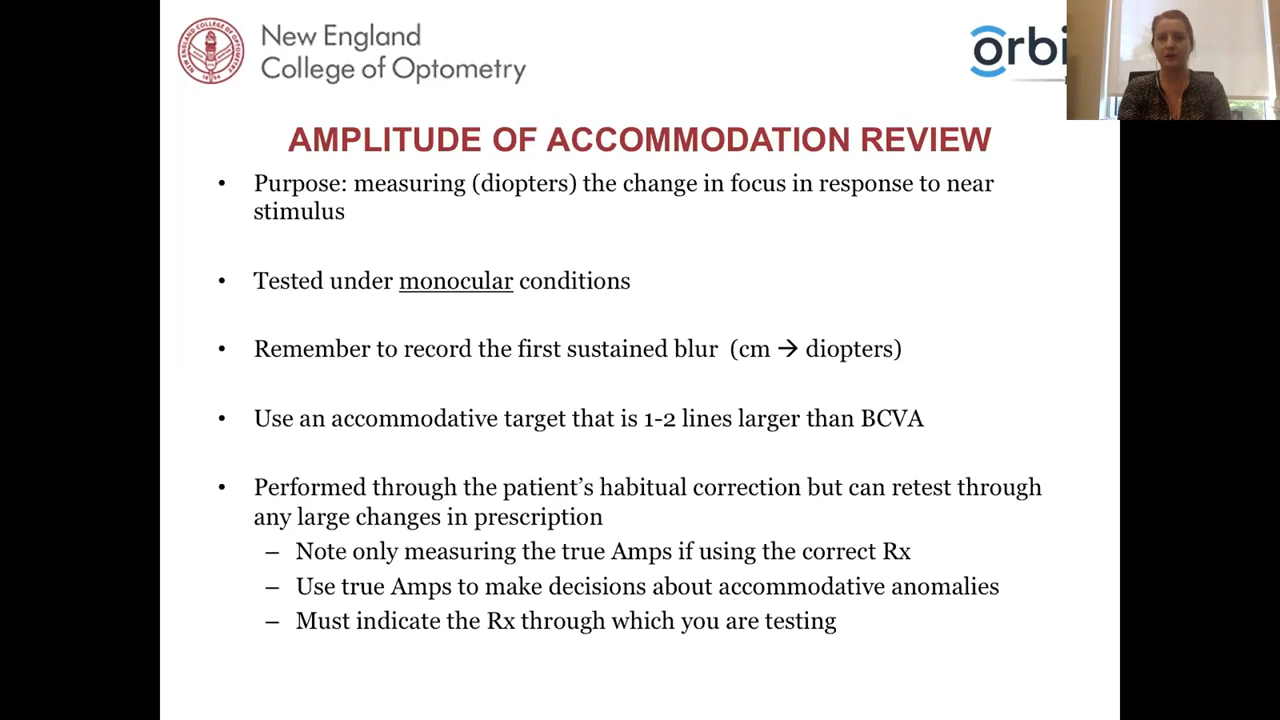 New England
College of Optometry
AMPLITUDE OF ACCOMMODATION REVIEW
• Purpose: measuring (diopters) the change in focus in response to near
stimulus
• Tested under monocular conditions
• Remember to record the first sustained blur (cm → diopters)
• Use an accommodative target that is 1-2 lines larger than BCVA
• Performed through the patient's habitual correction but can retest through
any large changes in prescription
– Note only measuring the true Amps if using the correct Rx
– Use true Amps to make decisions about accommodative anomalies
– Must indicate the Rx through which you are testing